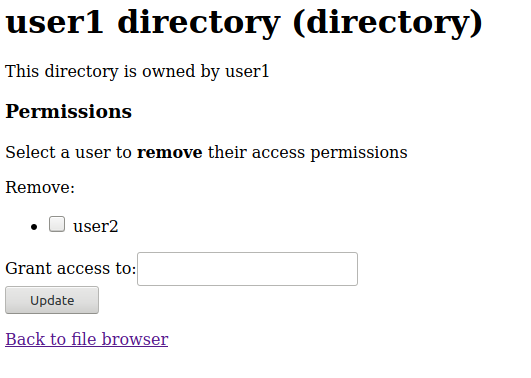 user1 directory (directory)
This directory is owned by user1
Permissions
Select a user to remove their access permissions
Remove:
user2
Grant access to:
Update
Back to file browser